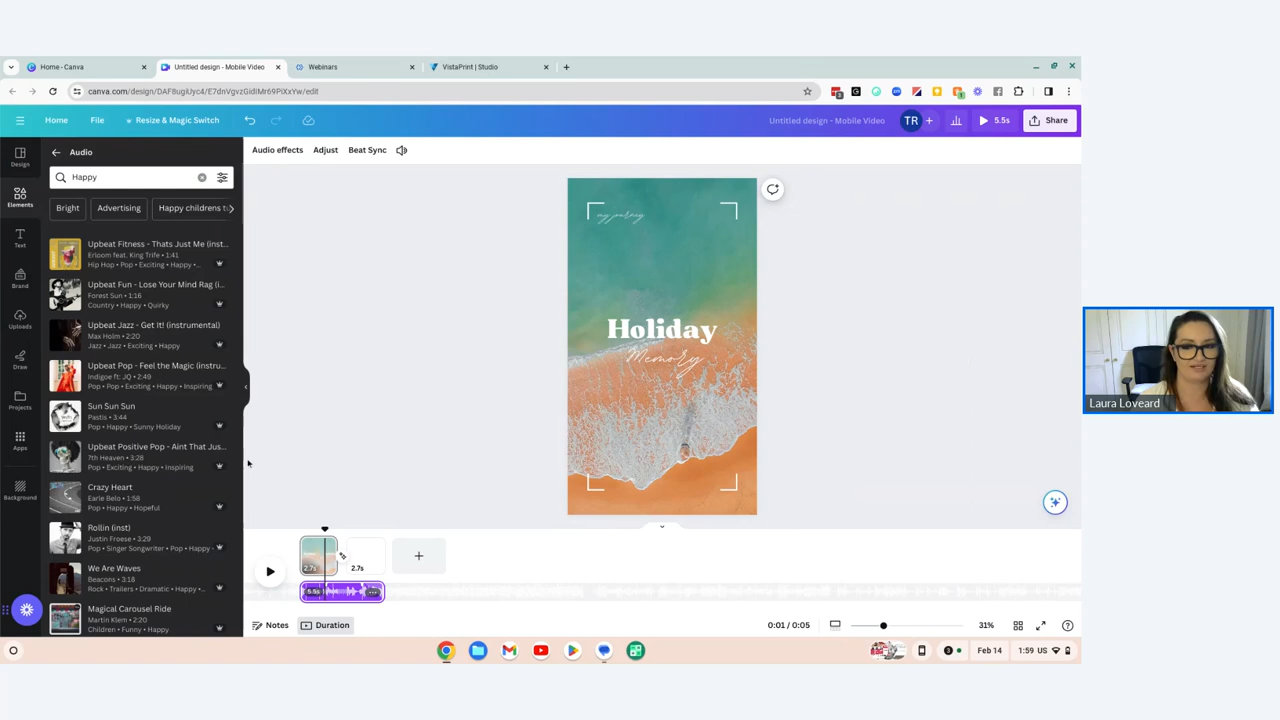 Home - Canva
Untitled design - Mobile Video
Webinars
VistaPrint | Studio
canva.com/design/DAF8ugiUyc4/E7dnVgvzGidiMr69PiXxYw/edit
Home
File
Resize & Magic Switch
Untitled design - Mobile Video
TR
5.5s
Share
Audio
Audio effects
Adjust
Beat Sync
Design
Elements
Text
Brand
Uploads
Draw
Projects
Apps
Background
Happy
Bright
Advertising
Happy childrens t
Upbeat Fitness - Thats Just Me (inst...
Erloom feat. King Trife • 1:41
Hip Hop • Pop • Exciting • Happy •...
Upbeat Fun - Lose Your Mind Rag (i...
Forest Sun • 1:16
Country • Happy • Quirky
Upbeat Jazz - Get It! (instrumental)
Max Holm • 2:20
Jazz • Jazz • Exciting • Happy
Upbeat Pop - Feel the Magic (instru...
Indigoe ft: JQ • 2:49
Pop • Pop • Exciting • Happy • Inspiring
Sun Sun Sun
Pastis • 3:44
Pop • Happy • Sunny Holiday
Upbeat Positive Pop - Aint That Jus...
7th Heaven • 3:28
Pop • Exciting • Happy • Inspiring
Crazy Heart
Earle Belo • 1:58
Pop • Happy • Hopeful
Rollin (inst)
Justin Froese • 3:29
Pop • Singer Songwriter • Pop • Happy •
We Are Waves
Beacons • 3:18
Rock • Trailers • Dramatic • Happy •...
Magical Carousel Ride
Martin Klem • 2:20
Children • Funny • Happy
my journey
Holiday
Memory
Laura Loveard
2.7s
2.7s
5.5s
Notes
Duration
0:01 / 0:05
31%
Feb 14
1:59 US